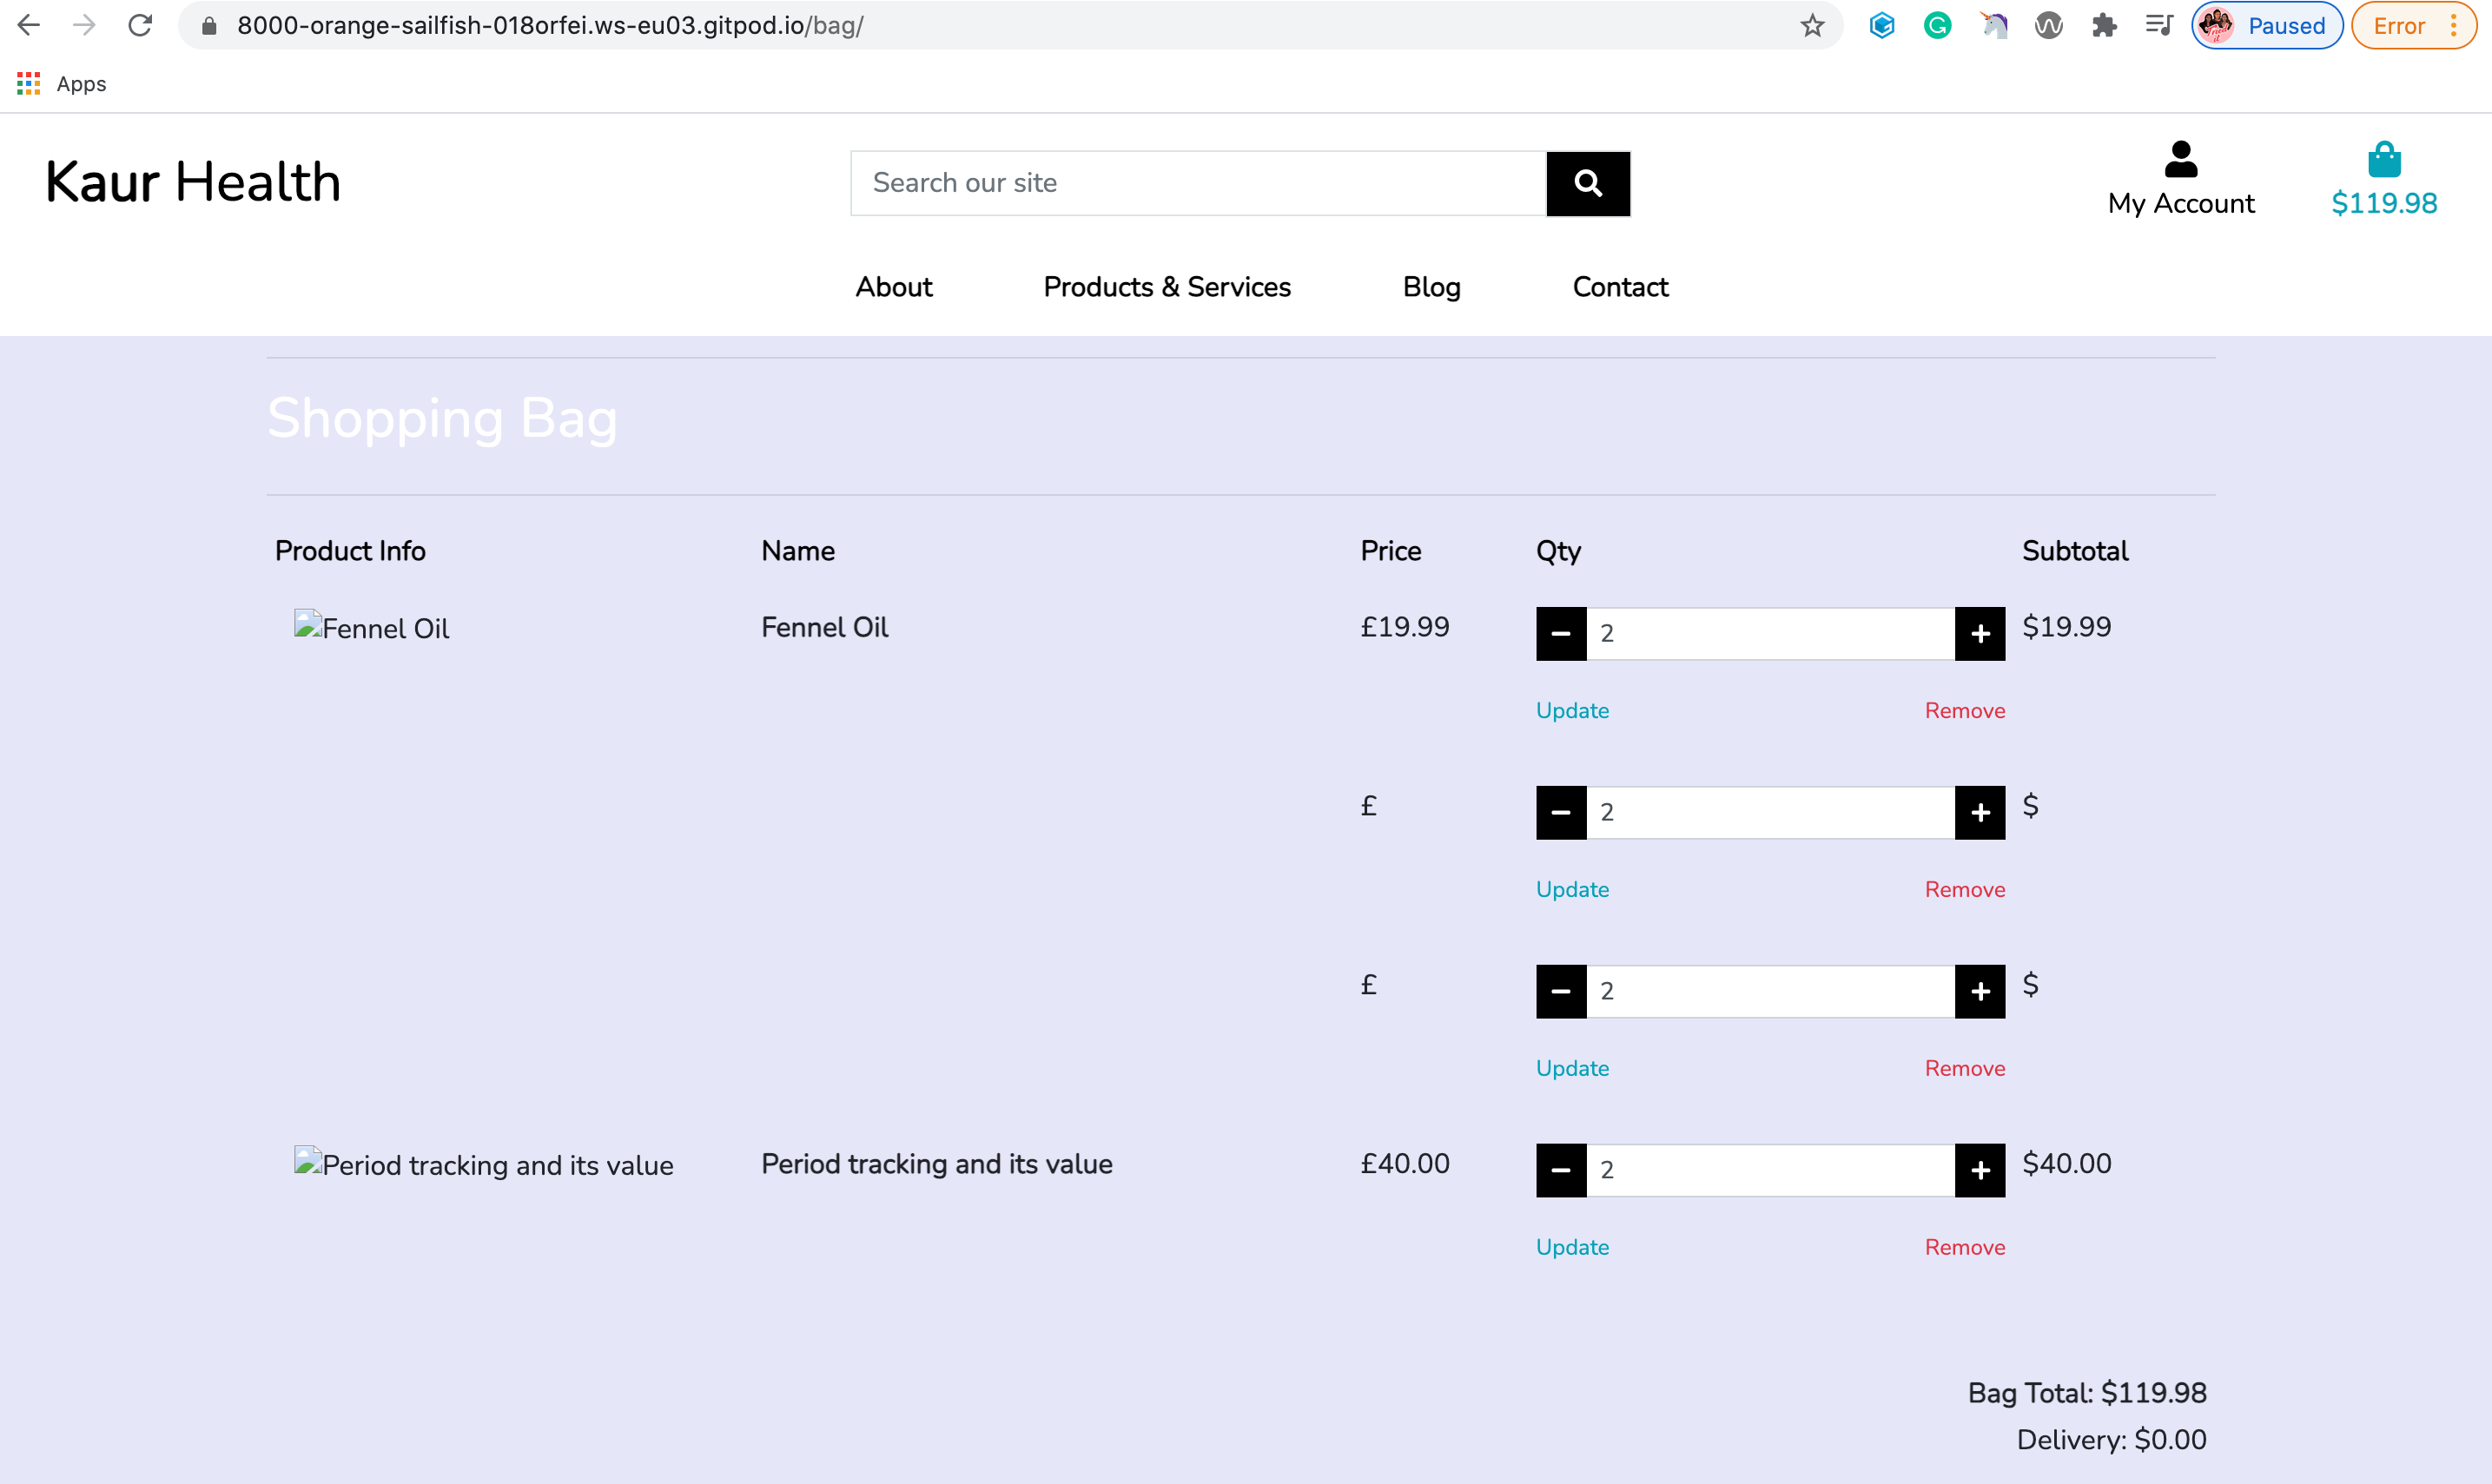 8000-orange-sailfish-018orfei.ws-eu03.gitpod.io/bag/
Paused
Error
Apps
Kaur Health
Search our site
My Account
$119.98
About
Products & Services
Blog
Contact
Shopping Bag
Product Info
Name
Price
Qty
Subtotal
Fennel Oil
Fennel Oil
£19.99
2
$19.99
Update
Remove
£
2
$
Update
Remove
£
2
$
Update
Remove
Period tracking and its value
Period tracking and its value
£40.00
2
$40.00
Update
Remove
Bag Total: $119.98
Delivery: $0.00